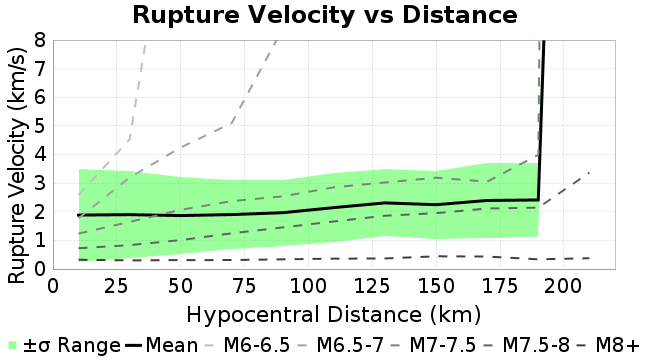 Rupture Velocity vs Distance
Rupture Velocity (km/s)
8
7
6
5
4
3
2
1
0
0 25 50 75 100 125 150 175 200
Hypocentral Distance (km)
±σ Range Mean M6-6.5 M6.5-7 M7-7.5 M7.5-8 M8+